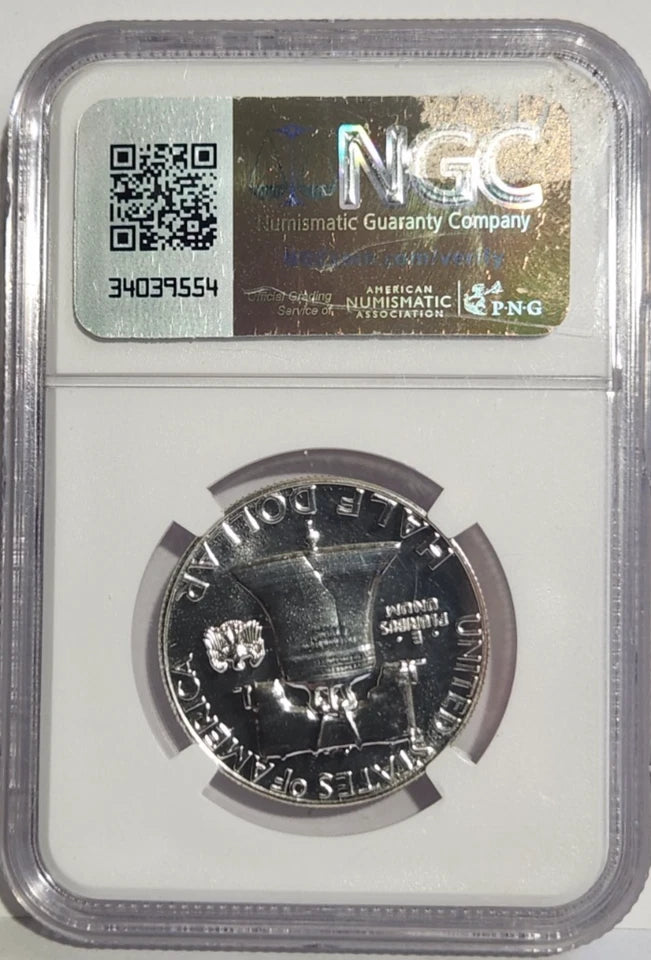 NGC
Numismatic Guaranty Company
34039554
Official Grading
Service of
AMERICAN
NUMISMATIC
ASSOCIATION
P·N·G
HALF DOLLAR
E
PLURIBUS
UNUM
UNITED STATES OF AMERICA